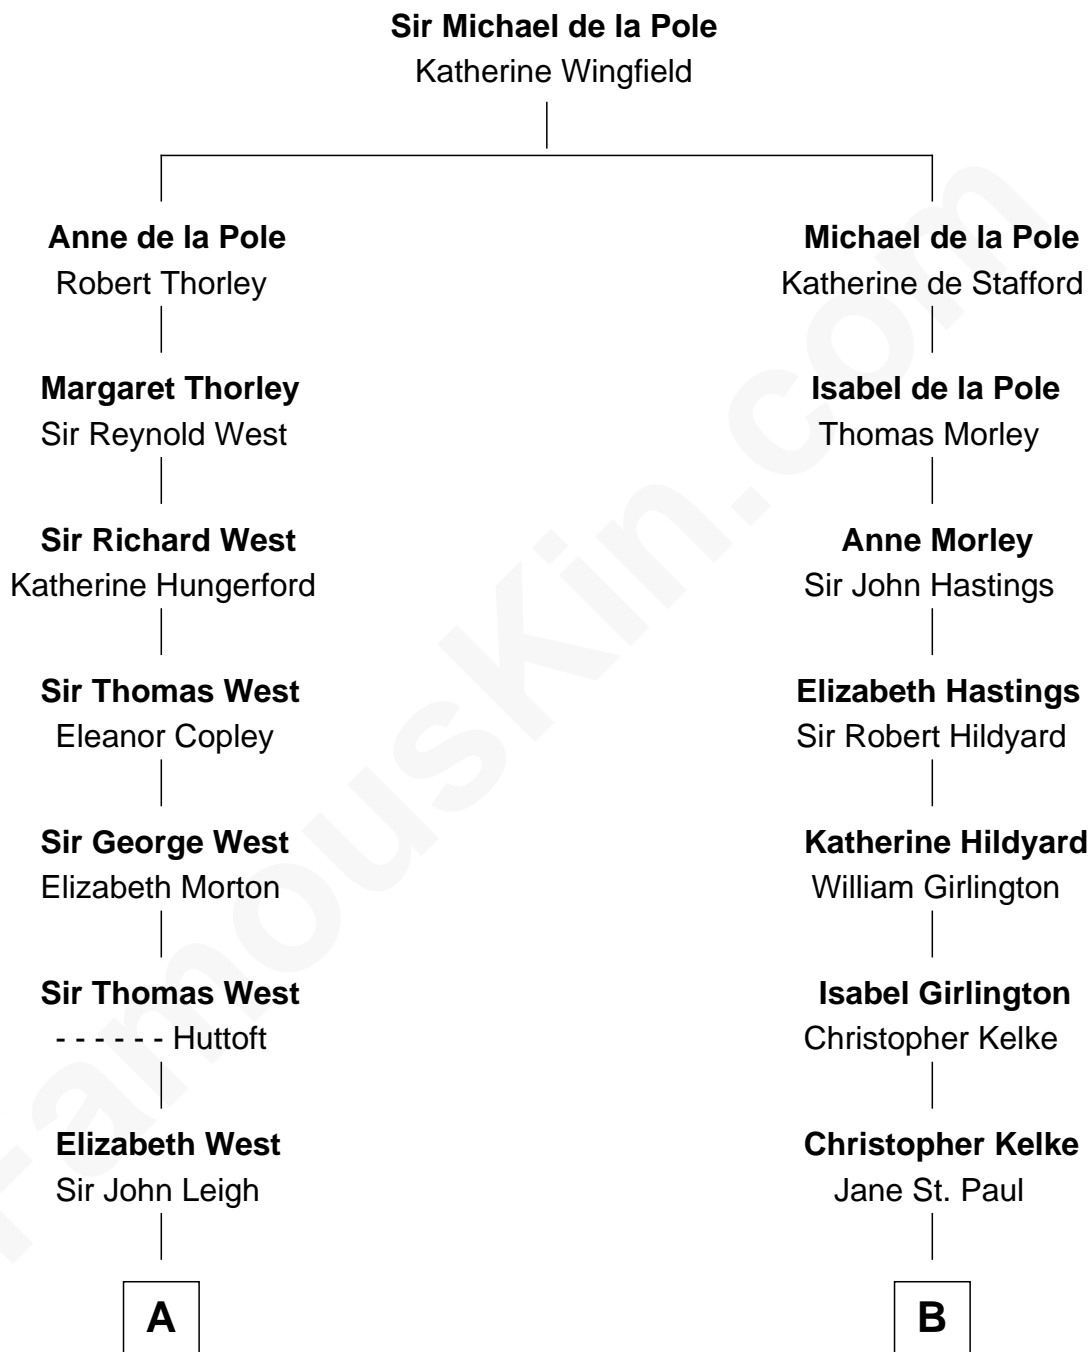 Sir Michael de la Pole
Katherine Wingfield
Anne de la Pole
Robert Thorley
Michael de la Pole
Katherine de Stafford
Margaret Thorley
Sir Reynold West
Isabel de la Pole
Thomas Morley
Sir Richard West
Katherine Hungerford
Anne Morley
Sir John Hastings
Sir Thomas West
Eleanor Copley
Elizabeth Hastings
Sir Robert Hildyard
Sir George West
Elizabeth Morton
Katherine Hildyard
William Girlington
Sir Thomas West
- - - - - - Huttoft
Isabel Girlington
Christopher Kelke
Elizabeth West
Sir John Leigh
Christopher Kelke
Jane St. Paul
A
B
FamousKin.com